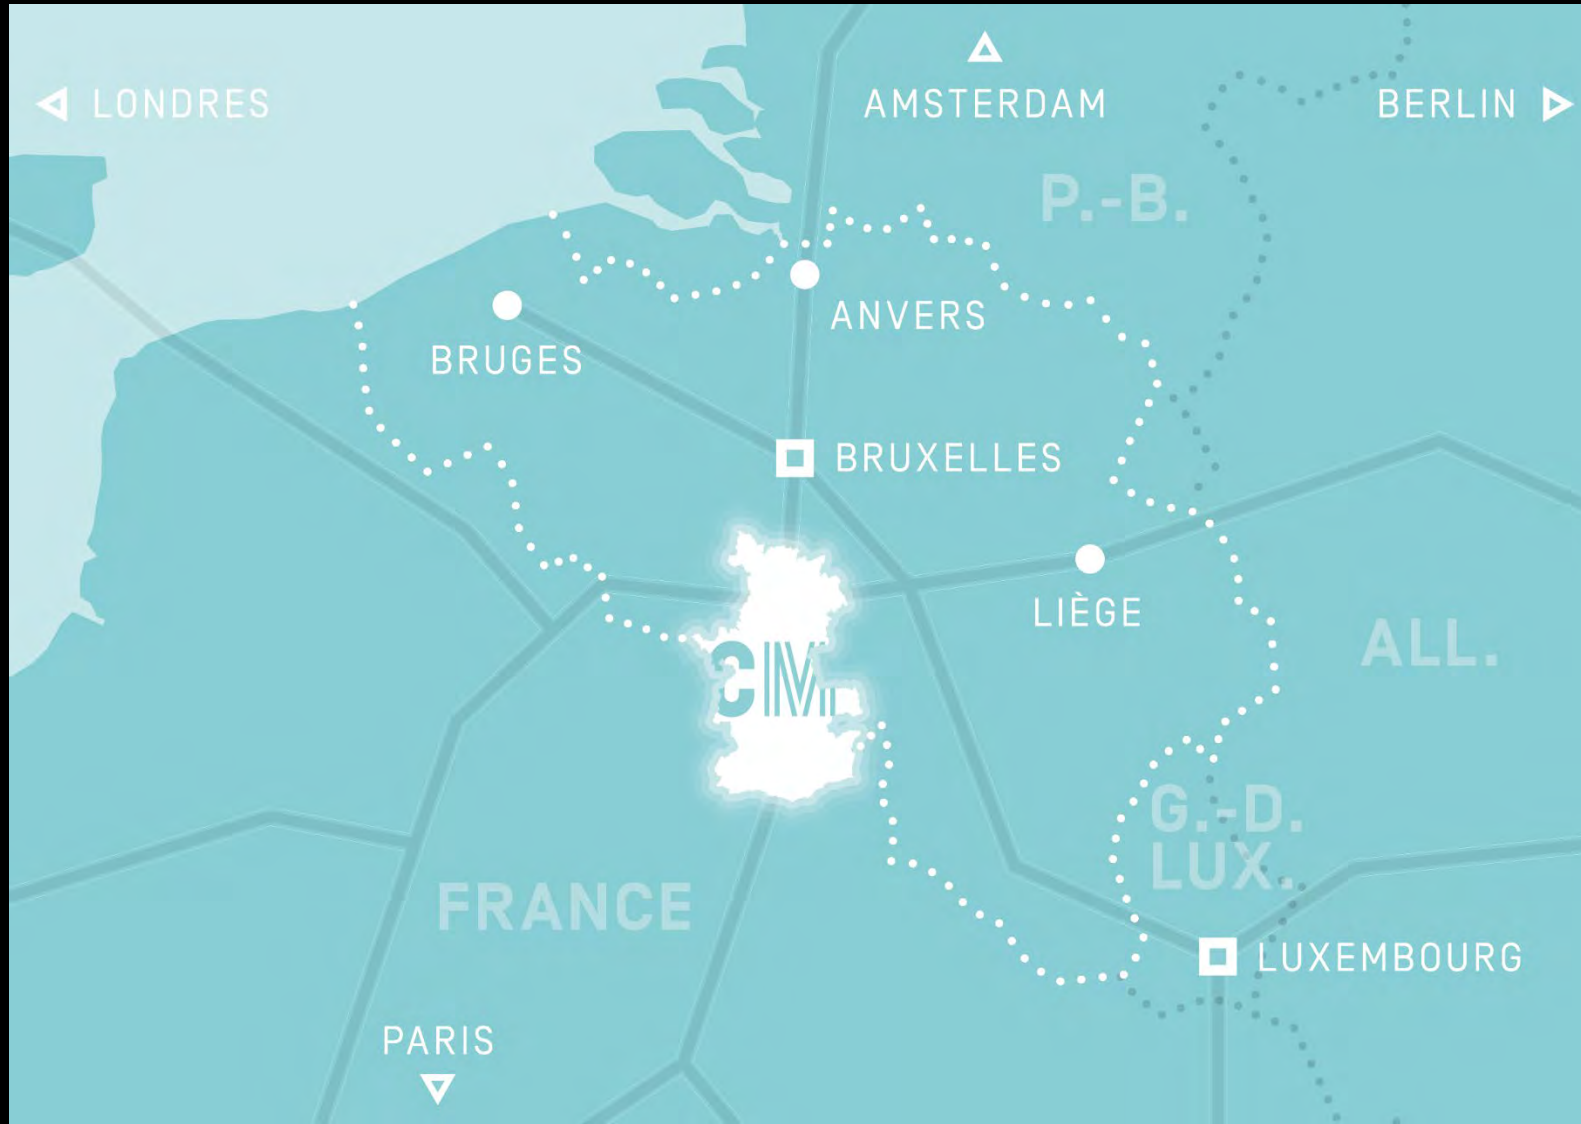 LONDRES
AMSTERDAM
BERLIN
P.-B.
ANVERS
BRUGES
BRUXELLES
LIÈGE
ALL.
CM
G.-D.
LUX.
FRANCE
LUXEMBOURG
PARIS